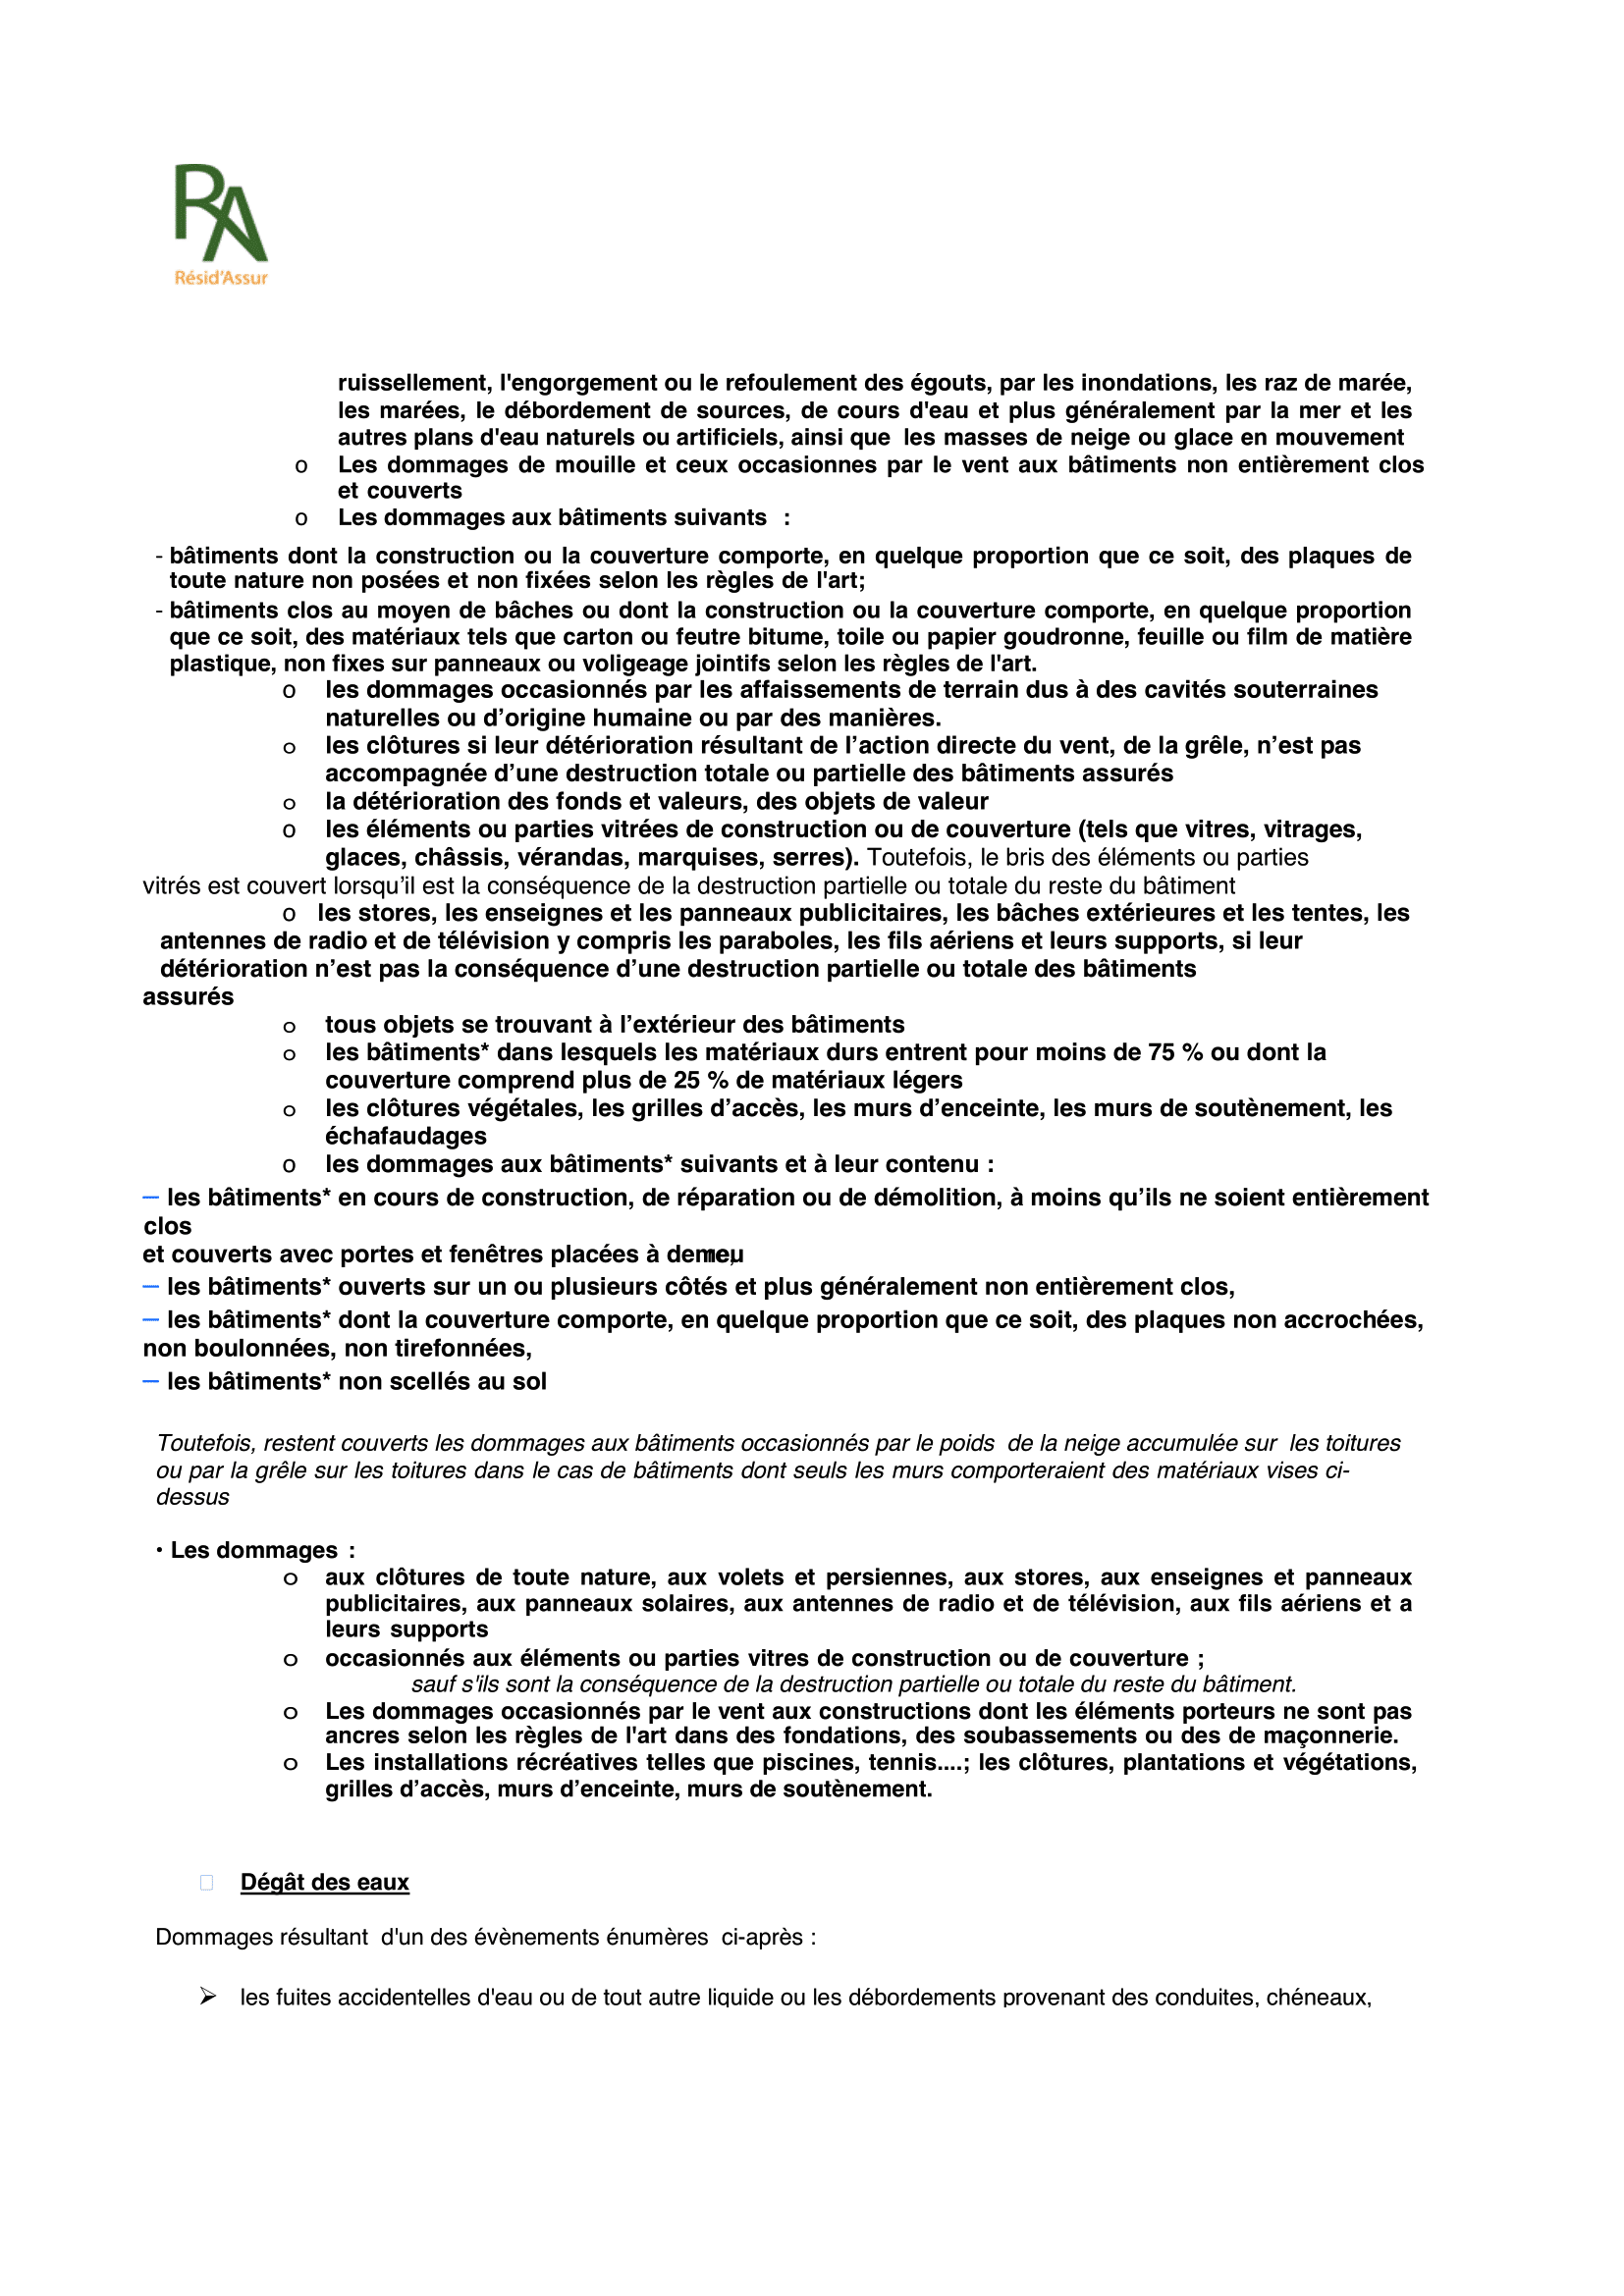 RA
Résid'Assur
ruissellement, l'engorgement ou le refoulement des égouts, par les inondations, les raz de marée,
les marées, le débordement de sources, de cours d'eau et plus généralement par la mer et les
autres plans d'eau naturels ou artificiels, ainsi que les masses de neige ou glace en mouvement
o Les dommages de mouille et ceux occasionnes par le vent aux bâtiments non entièrement clos
et couverts
o Les dommages aux bâtiments suivants :
- bâtiments dont la construction ou la couverture comporte, en quelque proportion que ce soit, des plaques de
toute nature non posées et non fixées selon les règles de l'art;
- bâtiments clos au moyen de bâches ou dont la construction ou la couverture comporte, en quelque proportion
que ce soit, des matériaux tels que carton ou feutre bitume, toile ou papier goudronne, feuille ou film de matière
plastique, non fixes sur panneaux ou voligeage jointifs selon les règles de l'art.
o les dommages occasionnés par les affaissements de terrain dus à des cavités souterraines
naturelles ou d’origine humaine ou par des manières.
o les clôtures si leur détérioration résultant de l’action directe du vent, de la grêle, n’est pas
accompagnée d’une destruction totale ou partielle des bâtiments assurés
o la détérioration des fonds et valeurs, des objets de valeur
o les éléments ou parties vitrées de construction ou de couverture (tels que vitres, vitrages,
glaces, châssis, vérandas, marquises, serres). Toutefois, le bris des éléments ou parties
vitrés est couvert lorsqu’il est la conséquence de la destruction partielle ou totale du reste du bâtiment
o les stores, les enseignes et les panneaux publicitaires, les bâches extérieures et les tentes, les
antennes de radio et de télévision y compris les paraboles, les fils aériens et leurs supports, si leur
détérioration n’est pas la conséquence d’une destruction partielle ou totale des bâtiments
assurés
o tous objets se trouvant à l’extérieur des bâtiments
o les bâtiments* dans lesquels les matériaux durs entrent pour moins de 75 % ou dont la
couverture comprend plus de 25 % de matériaux légers
o les clôtures végétales, les grilles d’accès, les murs d’enceinte, les murs de soutènement, les
échafaudages
o les dommages aux bâtiments* suivants et à leur contenu :
– les bâtiments* en cours de construction, de réparation ou de démolition, à moins qu’ils ne soient entièrement
clos
et couverts avec portes et fenêtres placées à
– les bâtiments* ouverts sur un ou plusieurs côtés et plus généralement non entièrement clos,
– les bâtiments* dont la couverture comporte, en quelque proportion que ce soit, des plaques non accrochées,
non boulonnées, non tirefonnées,
– les bâtiments* non scellés au sol
Toutefois, restent couverts les dommages aux bâtiments occasionnés par le poids de la neige accumulée sur les toitures
ou par la grêle sur les toitures dans le cas de bâtiments dont seuls les murs comporteraient des matériaux vises ci-
dessus
• Les dommages :
o aux clôtures de toute nature, aux volets et persiennes, aux stores, aux enseignes et panneaux
publicitaires, aux panneaux solaires, aux antennes de radio et de télévision, aux fils aériens et a
leurs supports
o occasionnés aux éléments ou parties vitres de construction ou de couverture ;
sauf s'ils sont la conséquence de la destruction partielle ou totale du reste du bâtiment.
o Les dommages occasionnés par le vent aux constructions dont les éléments porteurs ne sont pas
ancres selon les règles de l'art dans des fondations, des soubassements ou des de maçonnerie.
o Les installations récréatives telles que piscines, tennis....; les clôtures, plantations et végétations,
grilles d’accès, murs d’enceinte, murs de soutènement.
Dégât des eaux
Dommages résultant d'un des évènements énumères ci-après :
➢ les fuites accidentelles d'eau ou de tout autre liquide ou les débordements provenant des conduites, chéneaux,